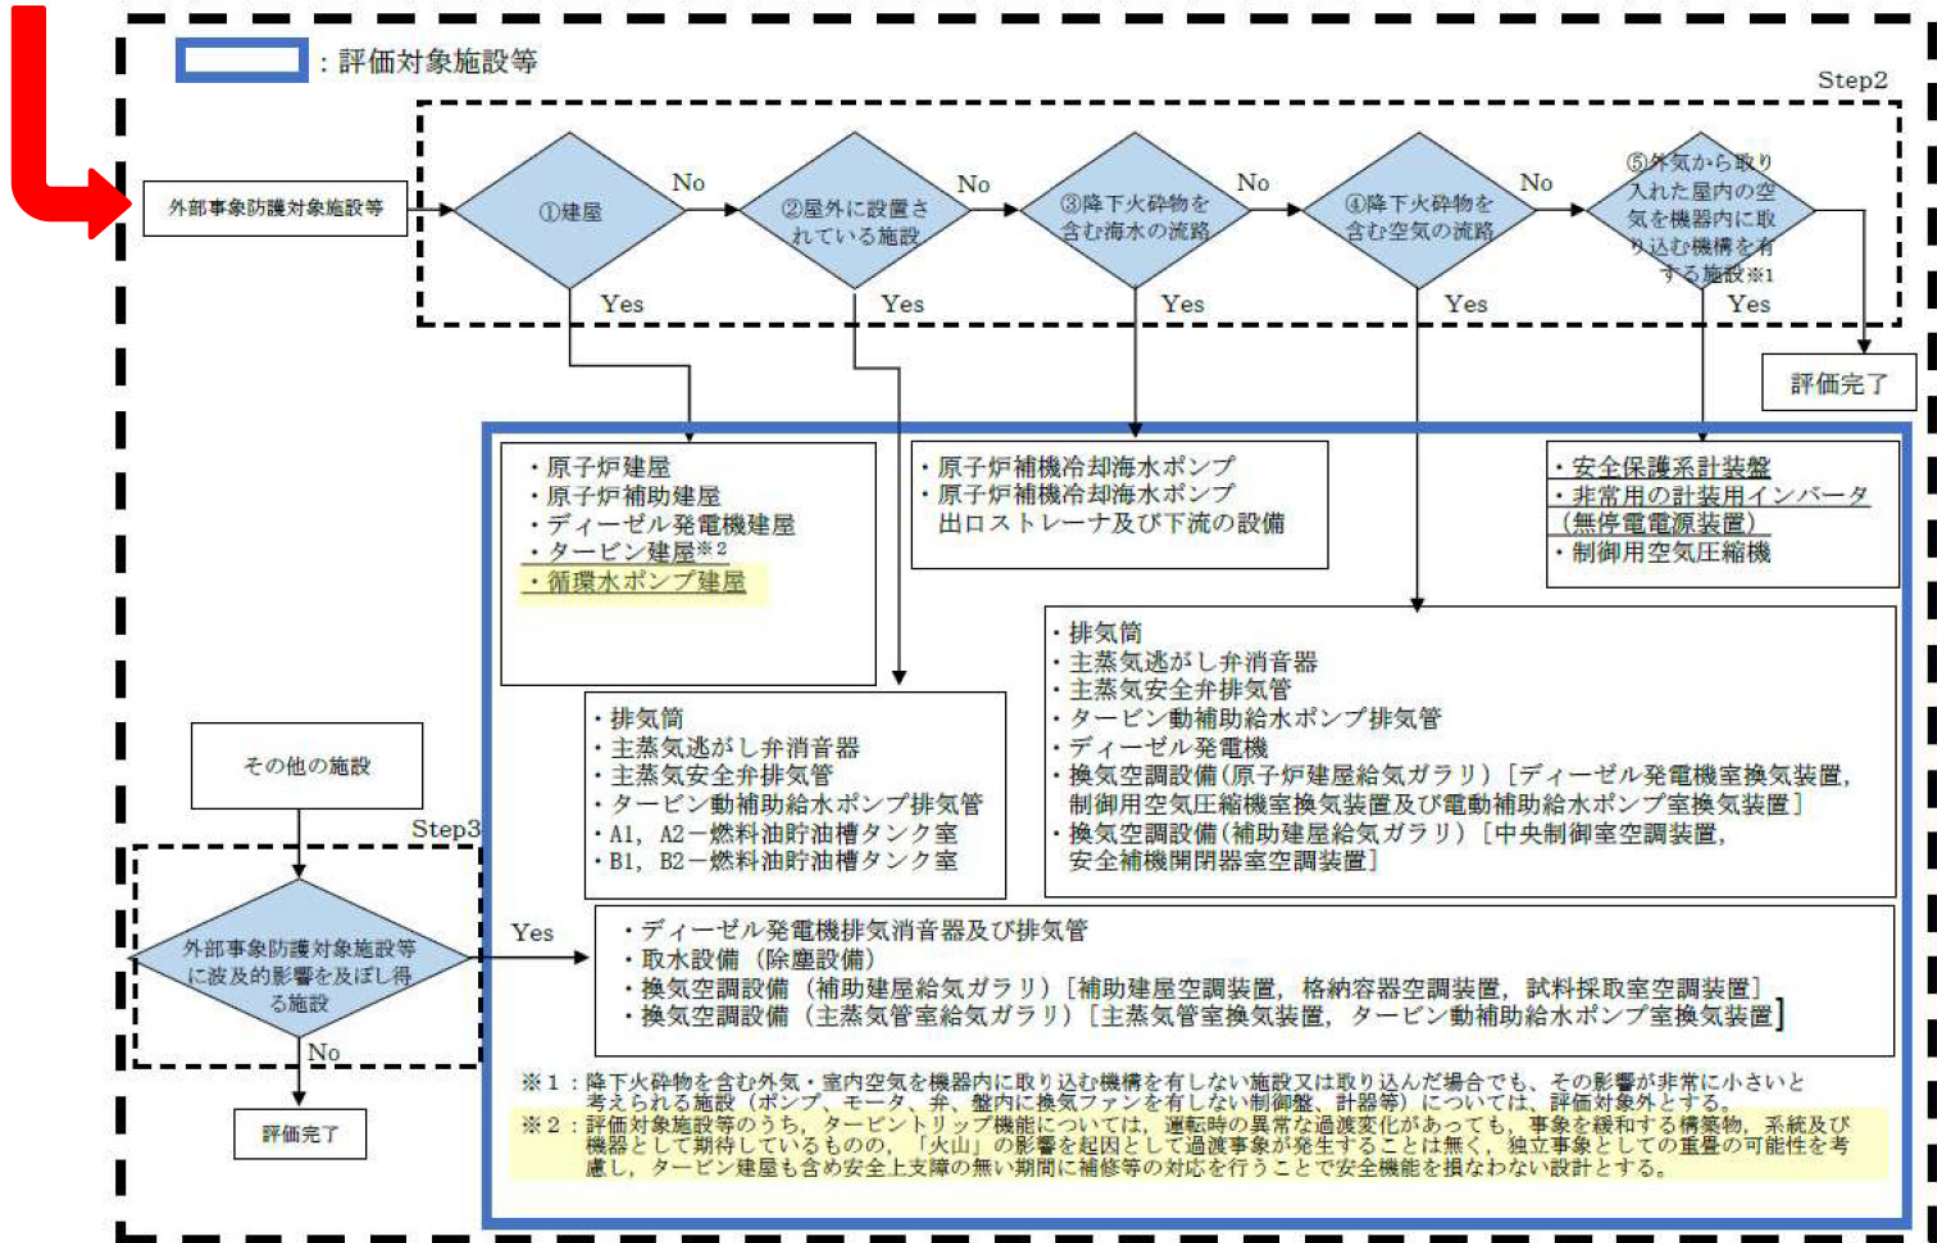 ：評価対象施設等
Step2
外部事象防護対象施設等
①建屋
No
②屋外に設置さ
れている施設
No
③降下火砕物を
含む海水の流路
No
④降下火砕物を
含む空気の流路
No
⑤外気から取り
入れた屋内の空
気を機器内に取
り込む機構を有
する施設※1
Yes
Yes
Yes
Yes
Yes
評価完了
・原子炉建屋
・原子炉補助建屋
・ディーゼル発電機建屋
・タービン建屋※2
・循環水ポンプ建屋
・原子炉補機冷却海水ポンプ
・原子炉補機冷却海水ポンプ
出口ストレーナ及び下流の設備
・安全保護系計装盤
・非常用の計装用インバータ
（無停電電源装置）
・制御用空気圧縮機
・排気筒
・主蒸気逃がし弁消音器
・主蒸気安全弁排気管
・タービン動補助給水ポンプ排気管
・ディーゼル発電機
・換気空調設備(原子炉建屋給気ガラリ)［ディーゼル発電機室換気装置，
制御用空気圧縮機室換気装置及び電動補助給水ポンプ室換気装置］
・換気空調設備(補助建屋給気ガラリ)［中央制御室空調装置，
安全補機開閉器室空調装置］
・排気筒
・主蒸気逃がし弁消音器
・主蒸気安全弁排気管
・タービン動補助給水ポンプ排気管
・A1，A2－燃料油貯油槽タンク室
・B1，B2－燃料油貯油槽タンク室
その他の施設
Step3
外部事象防護対象施設等
に波及的影響を及ぼし得
る施設
Yes
No
評価完了
・ディーゼル発電機排気消音器及び排気管
・取水設備（除塵設備）
・換気空調設備（補助建屋給気ガラリ）［補助建屋空調装置，格納容器空調装置，試料採取室空調装置］
・換気空調設備（主蒸気管室給気ガラリ）［主蒸気管室換気装置，タービン動補助給水ポンプ室換気装置］
※１：降下火砕物を含む外気・室内空気を機器内に取り込む機構を有しない施設又は取り込んだ場合でも、その影響が非常に小さいと
考えられる施設（ポンプ、モータ、弁、盤内に換気ファンを有しない制御盤、計器等）については、評価対象外とする。
※２：評価対象施設等のうち，タービントリップ機能については，運転時の異常な過渡変化があっても，事象を緩和する構築物，系統及び
機器として期待しているものの，「火山」の影響を起因として過渡事象が発生することは無く，独立事象としての重畳の可能性を考
慮し，タービン建屋も含め安全上支障の無い期間に補修等の対応を行うことで安全機能を損なわない設計とする。